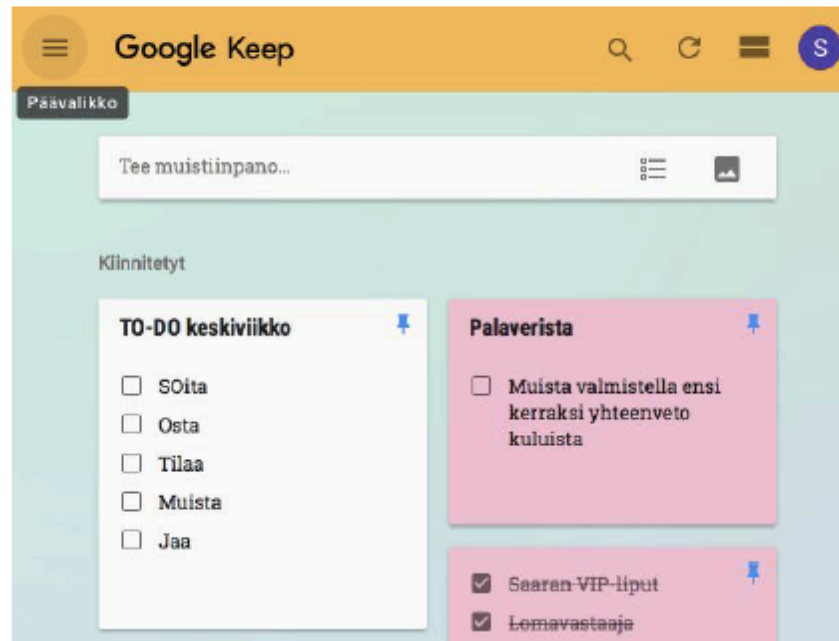 Google Keep
S
Päävalikko
Tee muistiinpano...
Kiinnitetyt
TO-DO keskiviikko
SOita
Osta
Tilaa
Muista
Jaa
Palaverista
Muista valmistella ensi
kerraksi yhteenveto
kuluista
Saaran VIP-liput
Lomavastaaja